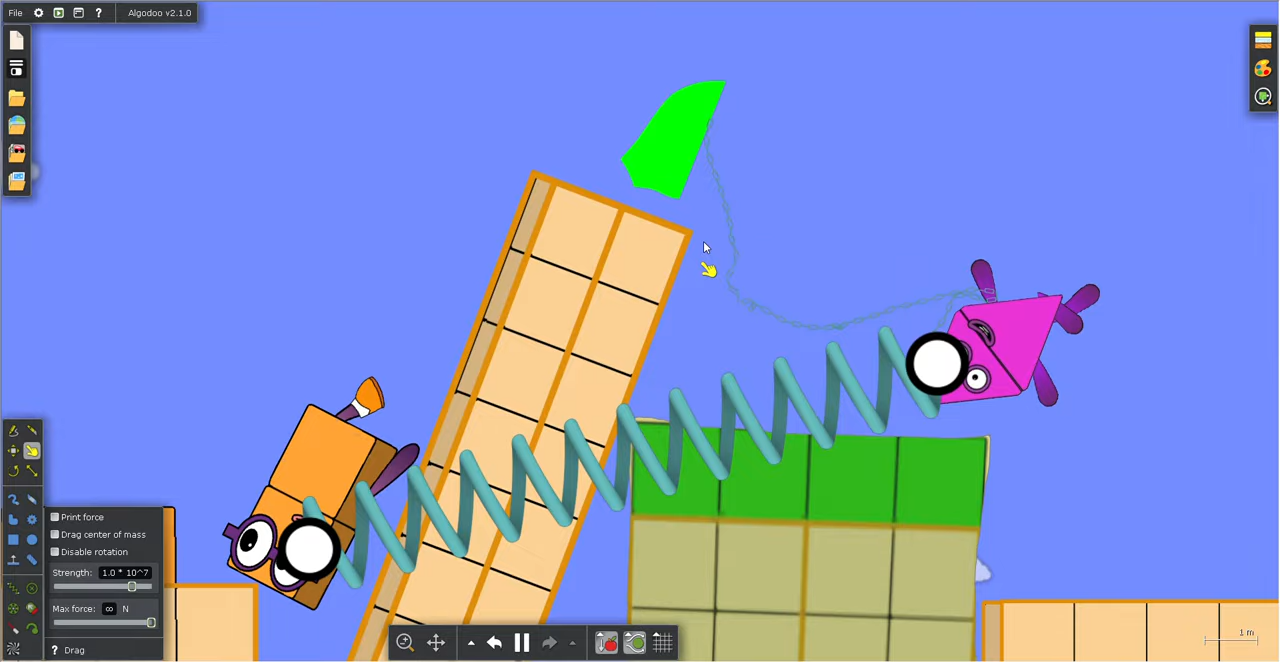 File ? Algodoo v2.1.0
Print force
Drag center of mass
Disable rotation
Strength: 1.0 * 10^7
Max force: ∞ N
? Drag
1 m